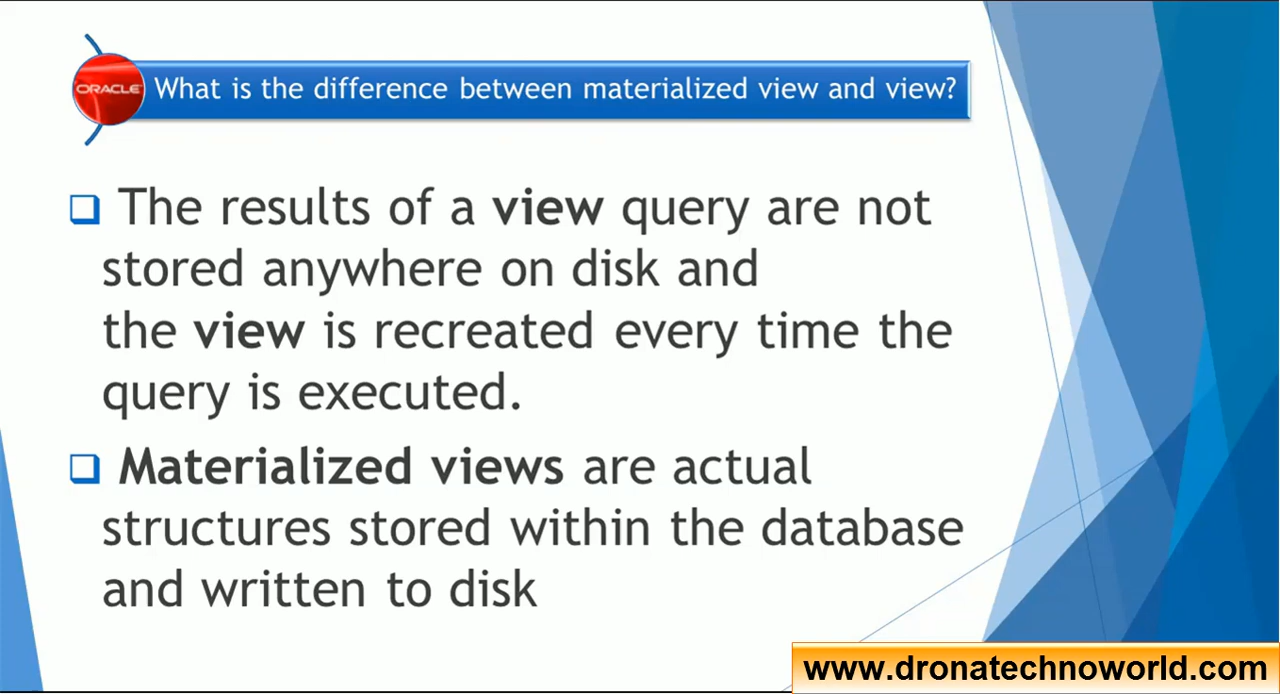 ORACLE
What is the difference between materialized view and view?
The results of a view query are not
stored anywhere on disk and
the view is recreated every time the
query is executed.
Materialized views are actual
structures stored within the database
and written to disk
www.dronatechnoworld.com